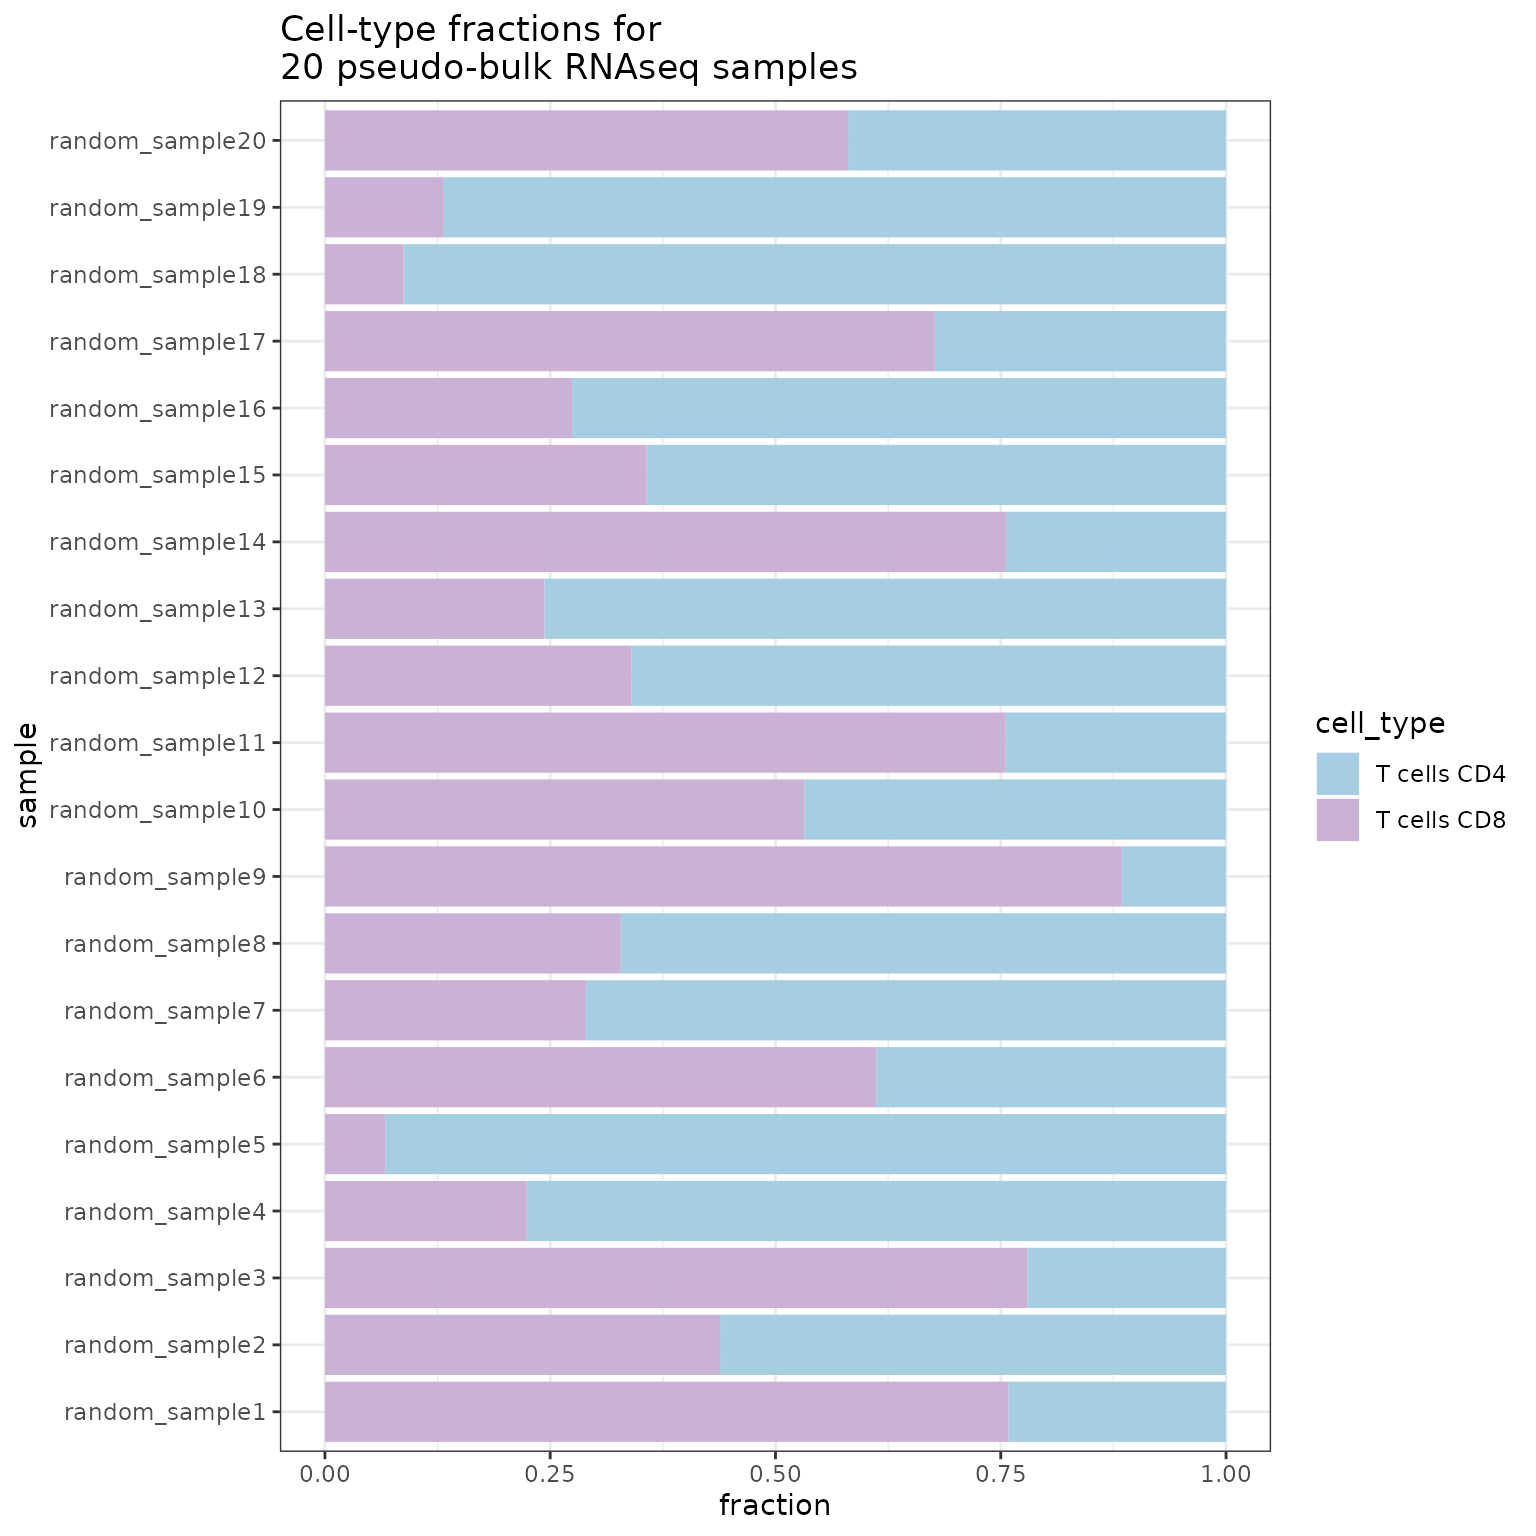 Cell-type fractions for
20 pseudo-bulk RNAseq samples
random_sample20
random_sample19
random_sample18
random_sample17
random_sample16
random_sample15
random_sample14
random_sample13
random_sample12
random_sample11
random_sample10
random_sample9
random_sample8
random_sample7
random_sample6
random_sample5
random_sample4
random_sample3
random_sample2
random_sample1
sample
0.00 0.25 0.50 0.75 1.00
fraction
cell_type
T cells CD4
T cells CD8